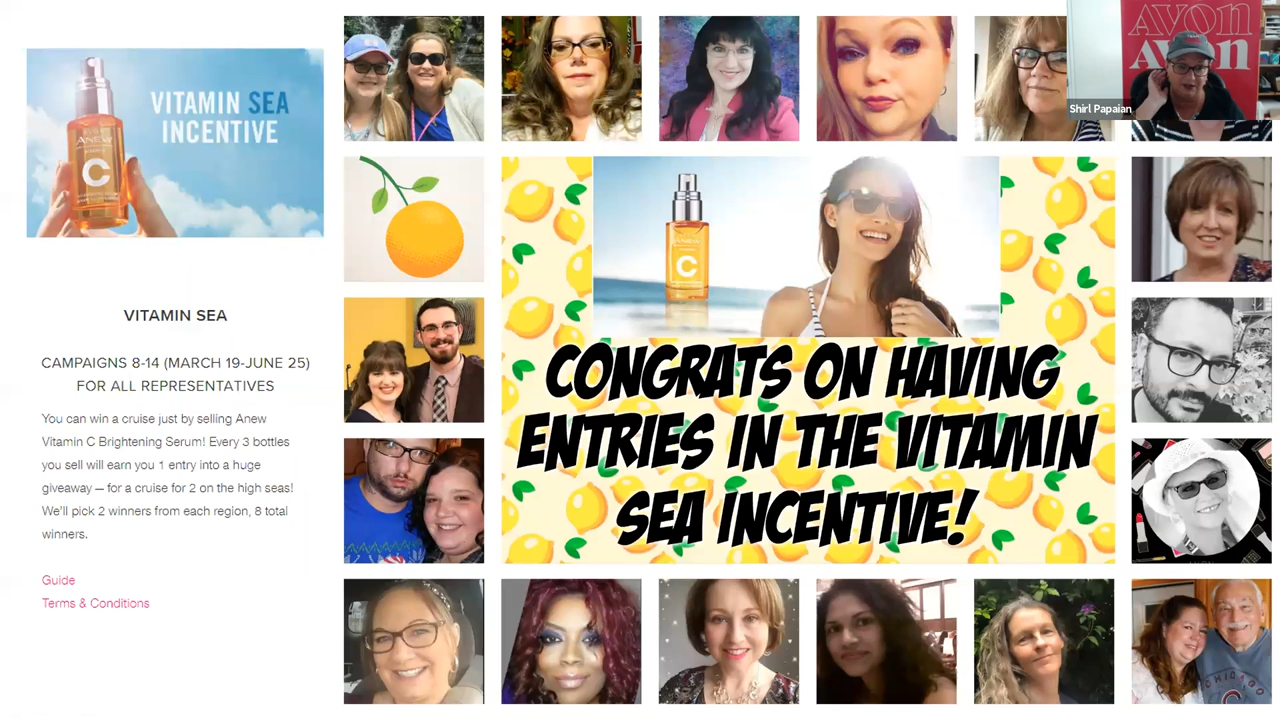 VITAMIN SEA
INCENTIVE
ANEW
C
VITAMIN SEA
CAMPAIGNS 8-14 (MARCH 19-JUNE 25)
FOR ALL REPRESENTATIVES
You can win a cruise just by selling Anew
Vitamin C Brightening Serum! Every 3 bottles
you sell will earn you 1 entry into a huge
giveaway — for a cruise for 2 on the high seas!
We'll pick 2 winners from each region, 8 total
winners.
Guide
Terms & Conditions
AVON
AVON
Shirl Papaian
C
CONGRATS ON HAVING
ENTRIES IN THE VITAMIN
SEA INCENTIVE!
CHICAGO